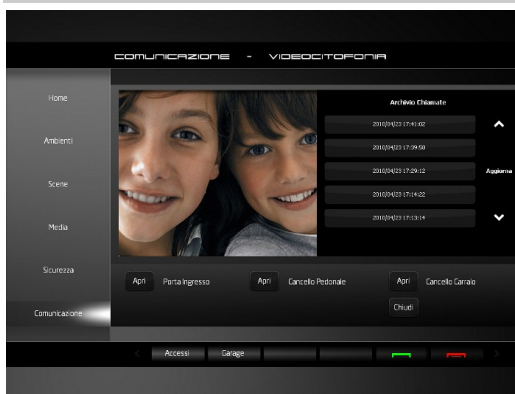 COMUNICAZIONE - VIDEOCITOFONIA
Home
Ambienti
Scene
Media
Sicurezza
Comunicazione
Archivio Chiamate
2010/04/23 17:41:02
2010/04/23 17:39:50
2010/04/23 17:29:12
2010/04/23 17:14:22
2010/04/23 17:13:14
Aggiorna
Apri Porta Ingresso
Apri Cancello Pedonale
Apri Cancello Carraio
Chiudi
Accessi Garage